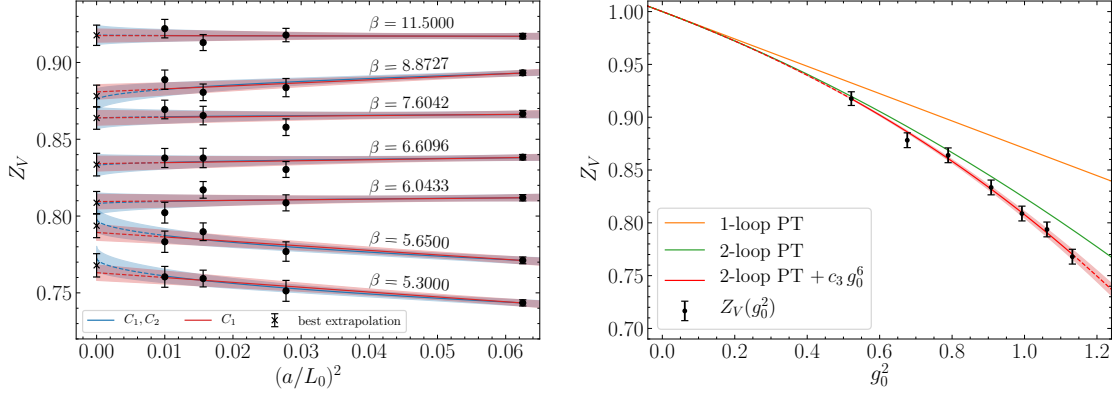 β = 11.5000
0.90
β = 8.8727
β = 7.6042
0.85
β = 6.6096
β = 6.0433
0.80
β = 5.6500
0.75
β = 5.3000
Z_V
C_1, C_2
C_1
best extrapolation
0.00 0.01 0.02 0.03 0.04 0.05 0.06
(a/L_0)^2
1.00
0.95
0.90
0.85
0.80
0.75
0.70
Z_V
1-loop PT
2-loop PT
2-loop PT + c_3 g_0^6
Z_V(g_0^2)
0.0 0.2 0.4 0.6 0.8 1.0 1.2
g_0^2